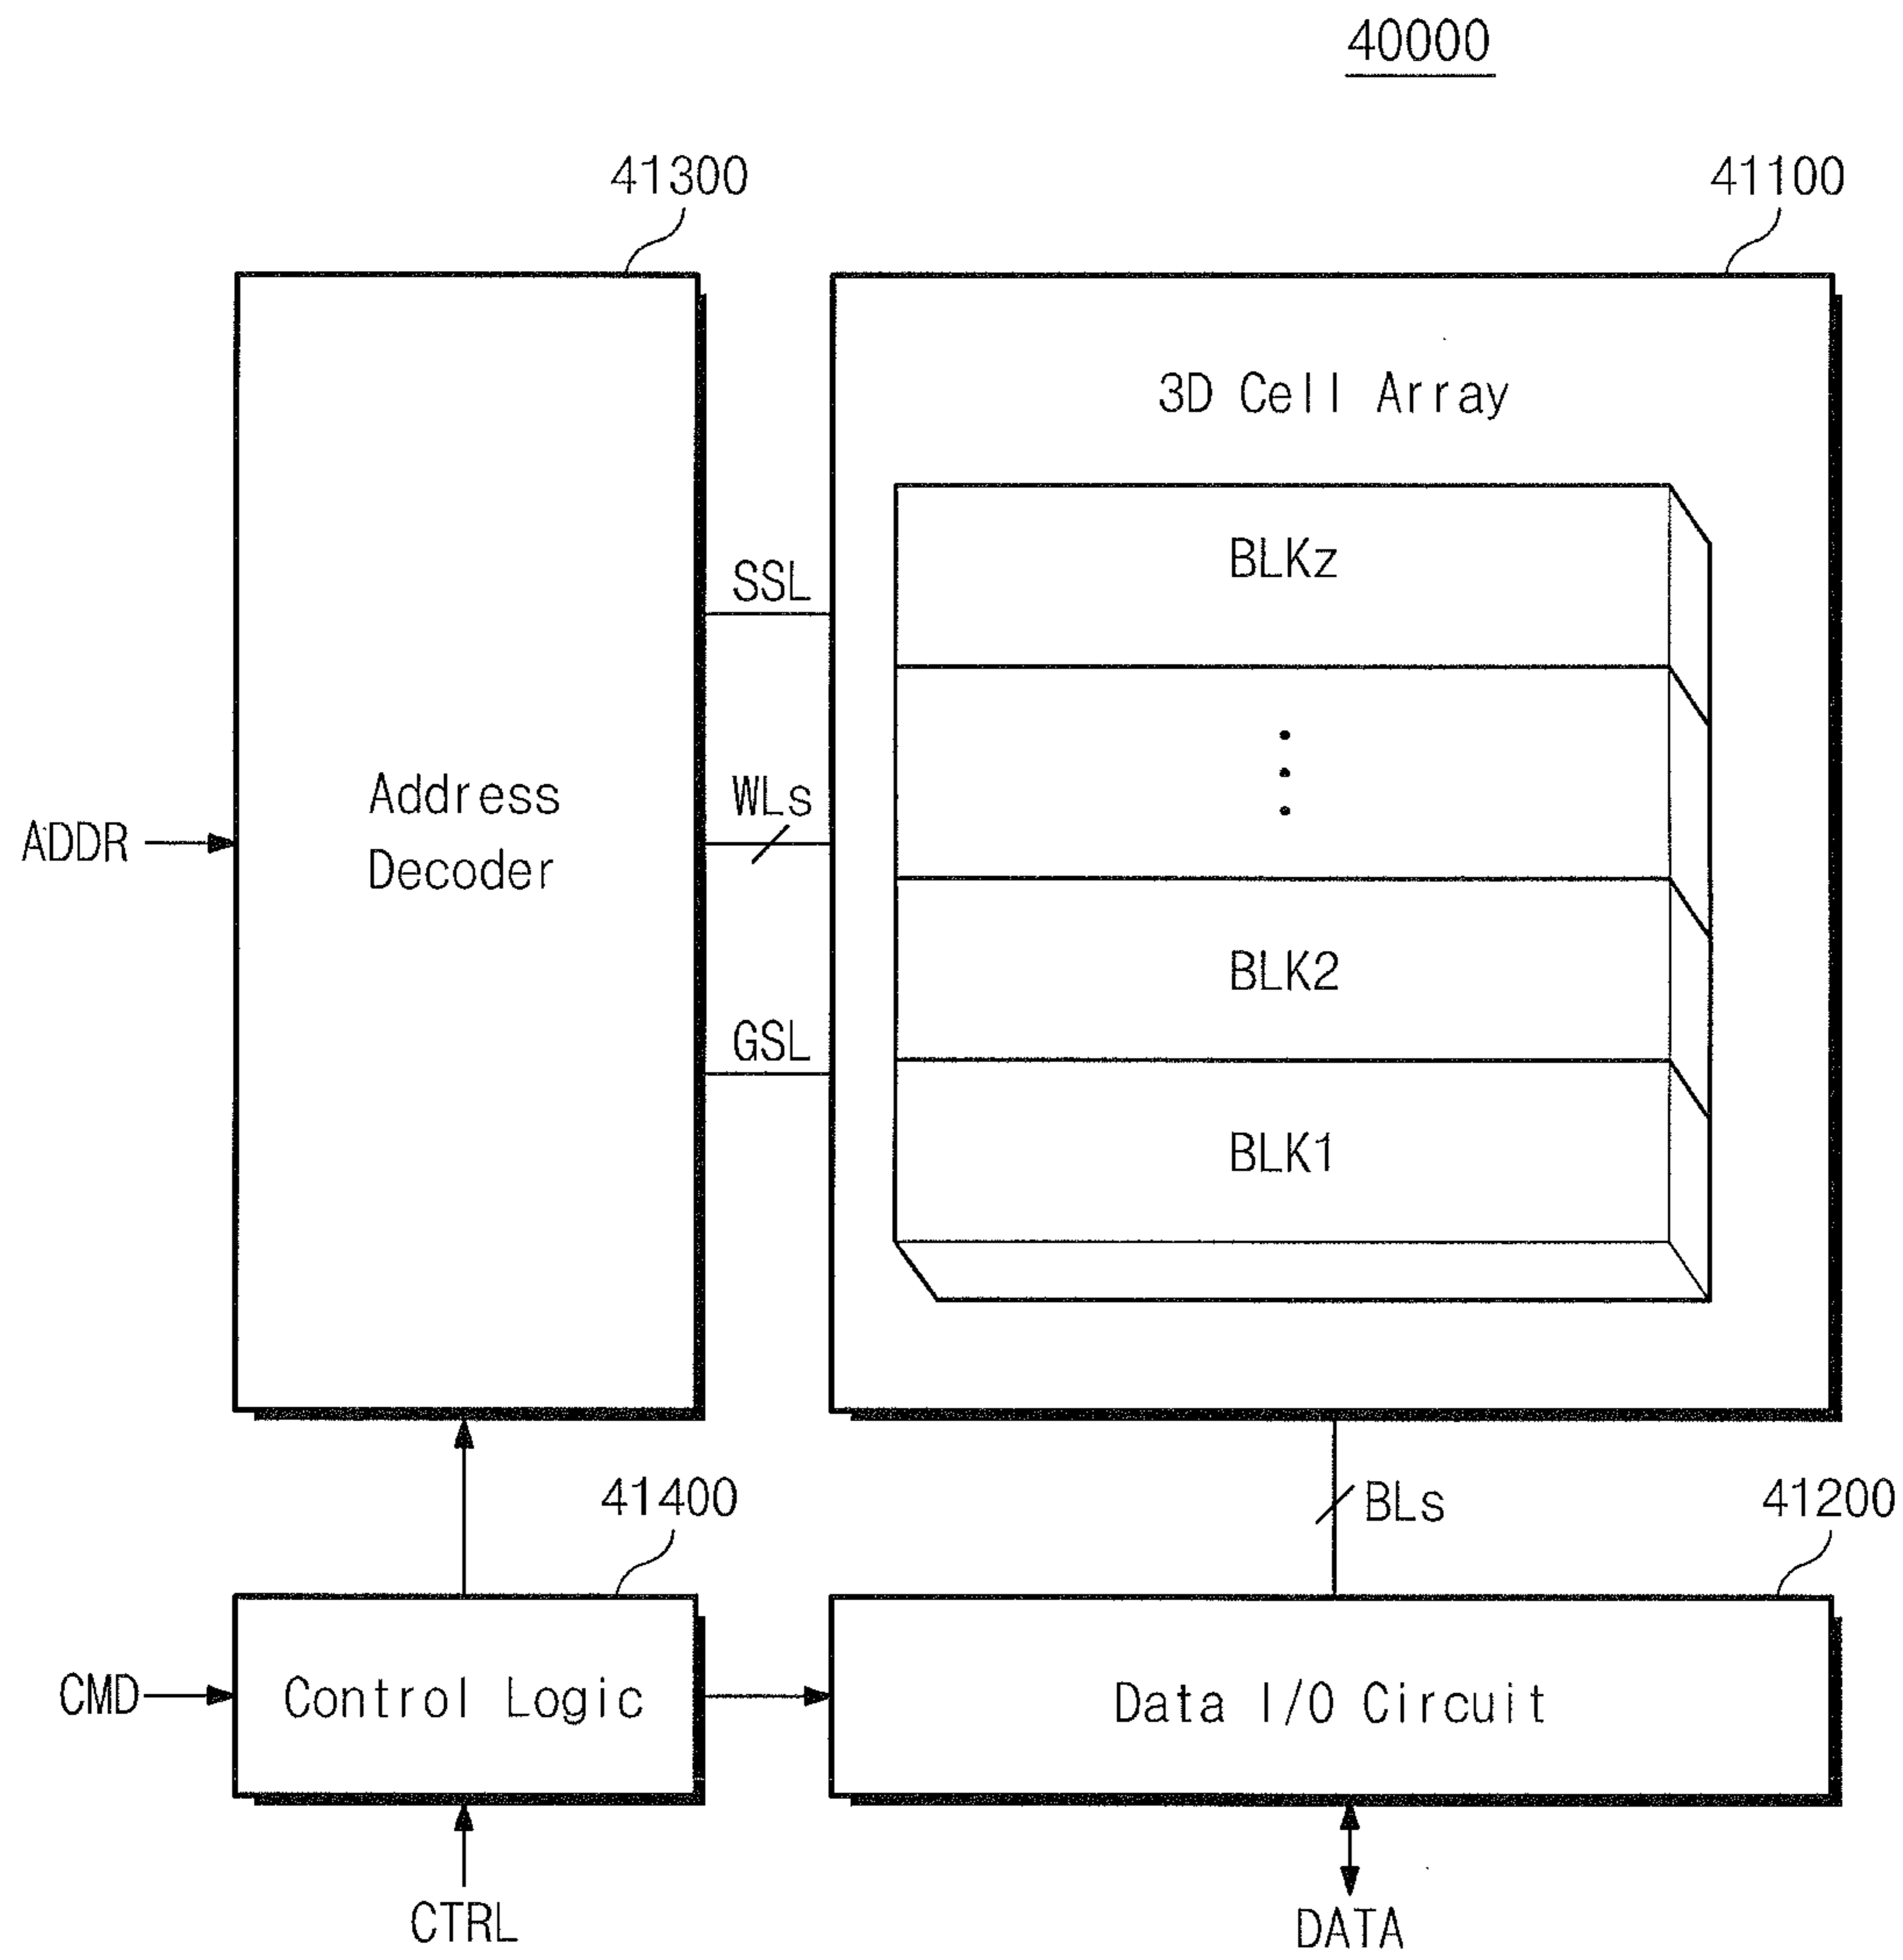 40000
41300
41100
3D Cell Array
BLKz
SSL
Address
Decoder
WLs
ADDR
BLK2
GSL
BLK1
41400
BLs
41200
CMD
Control Logic
Data I/O Circuit
CTRL
DATA